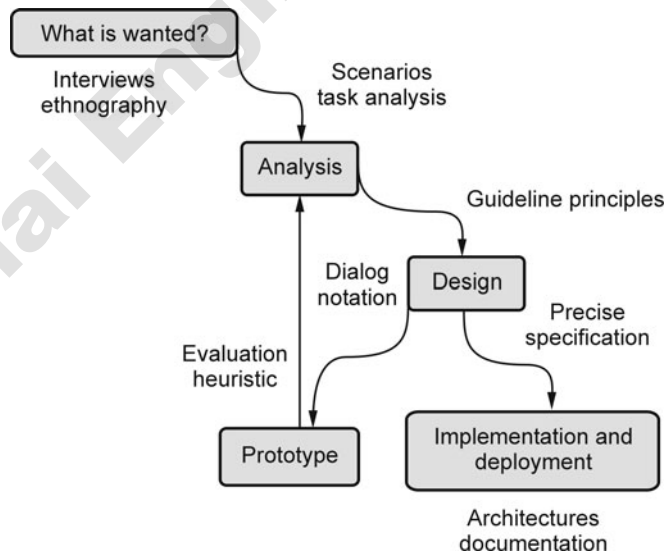 What is wanted?
Interviews
ethnography
Scenarios
task analysis
Analysis
Guideline principles
Dialog
notation
Design
Precise
specification
Evaluation
heuristic
Prototype
Implementation and
deployment
Architectures
documentation